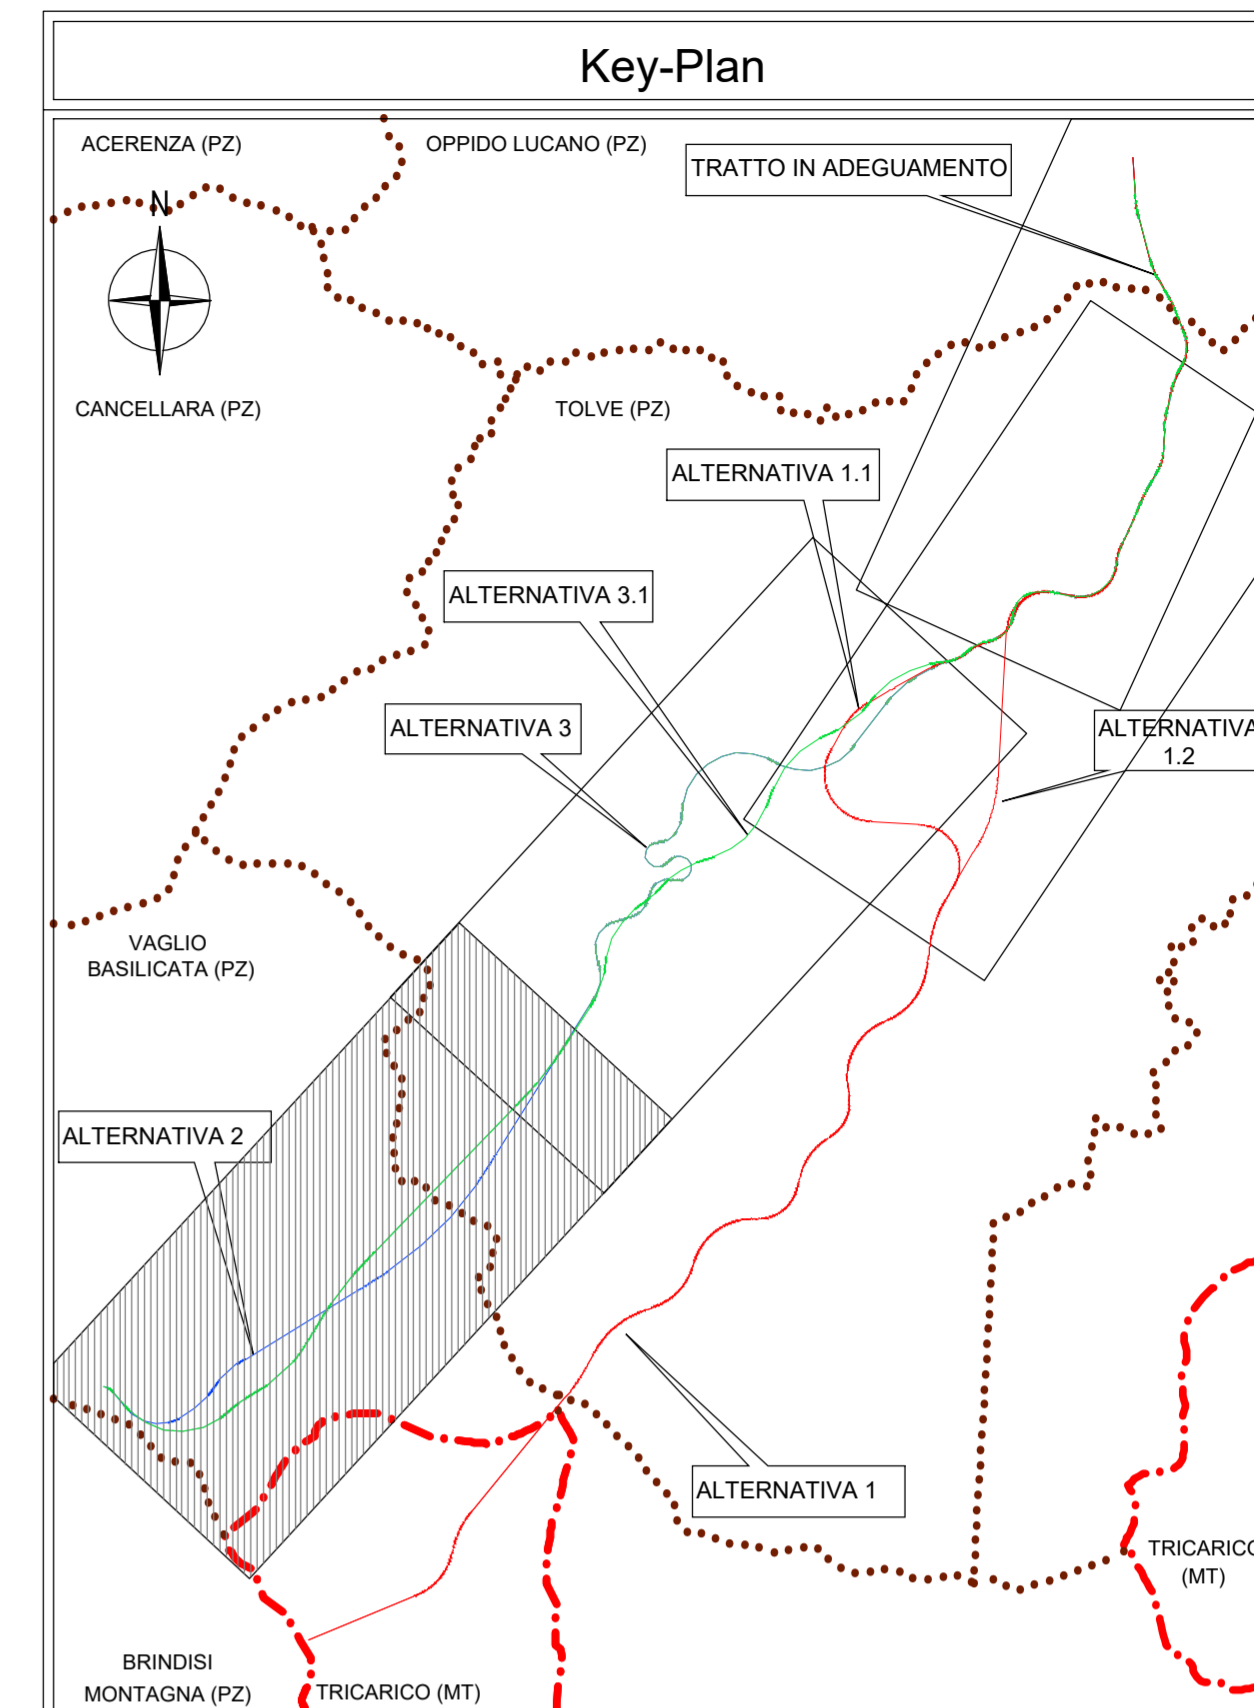 Key-Plan
ACERENZA (PZ)
OPPIDO LUCANO (PZ)
TRATTO IN ADEGUAMENTO
N
CANCELLARA (PZ)
TOLVE (PZ)
ALTERNATIVA 1.1
ALTERNATIVA 3.1
ALTERNATIVA 3
ALTERNATIVA
1.2
VAGLIO
BASILICATA (PZ)
ALTERNATIVA 2
ALTERNATIVA 1
TRICARICO
(MT)
BRINDISI
MONTAGNA (PZ)
TRICARICO (MT)